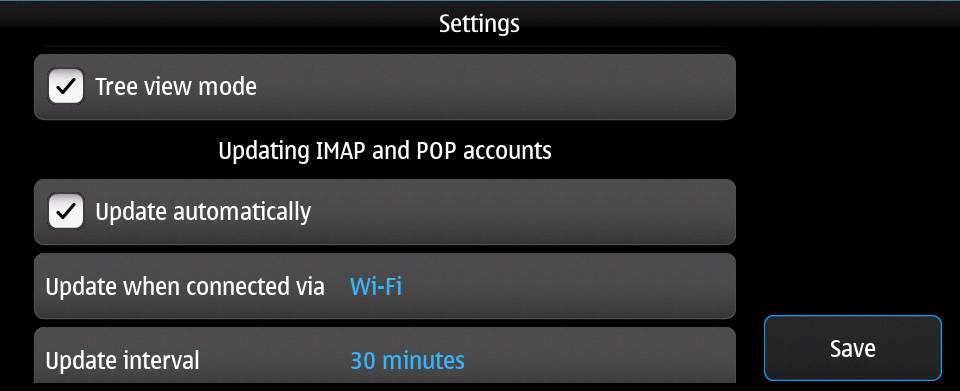 Settings
Tree view mode
Updating IMAP and POP accounts
Update automatically
Update when connected via Wi-Fi
Update interval 30 minutes
Save